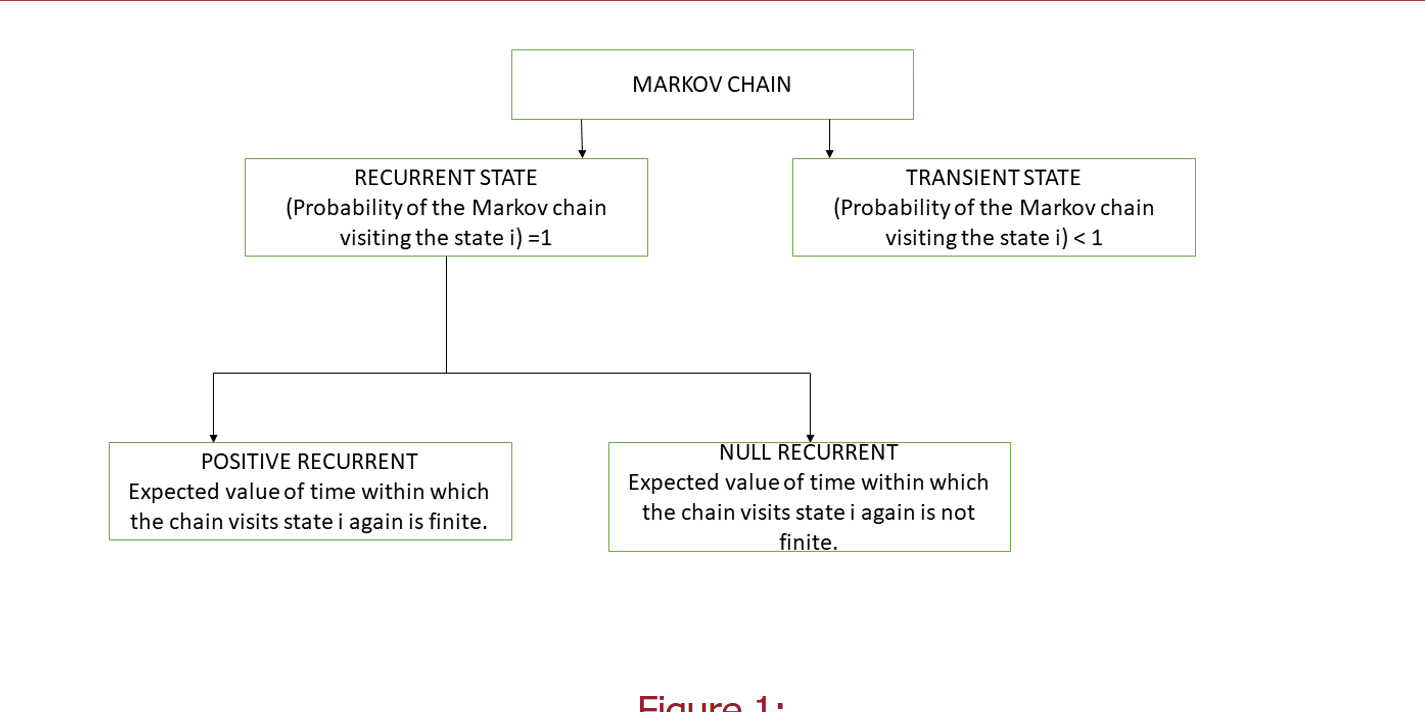 MARKOV CHAIN
RECURRENT STATE
(Probability of the Markov chain
visiting the state i) =1
TRANSIENT STATE
(Probability of the Markov chain
visiting the state i) < 1
POSITIVE RECURRENT
Expected value of time within which
the chain visits state i again is finite.
NULL RECURRENT
Expected value of time within which
the chain visits state i again is not
finite.
Figure 1: